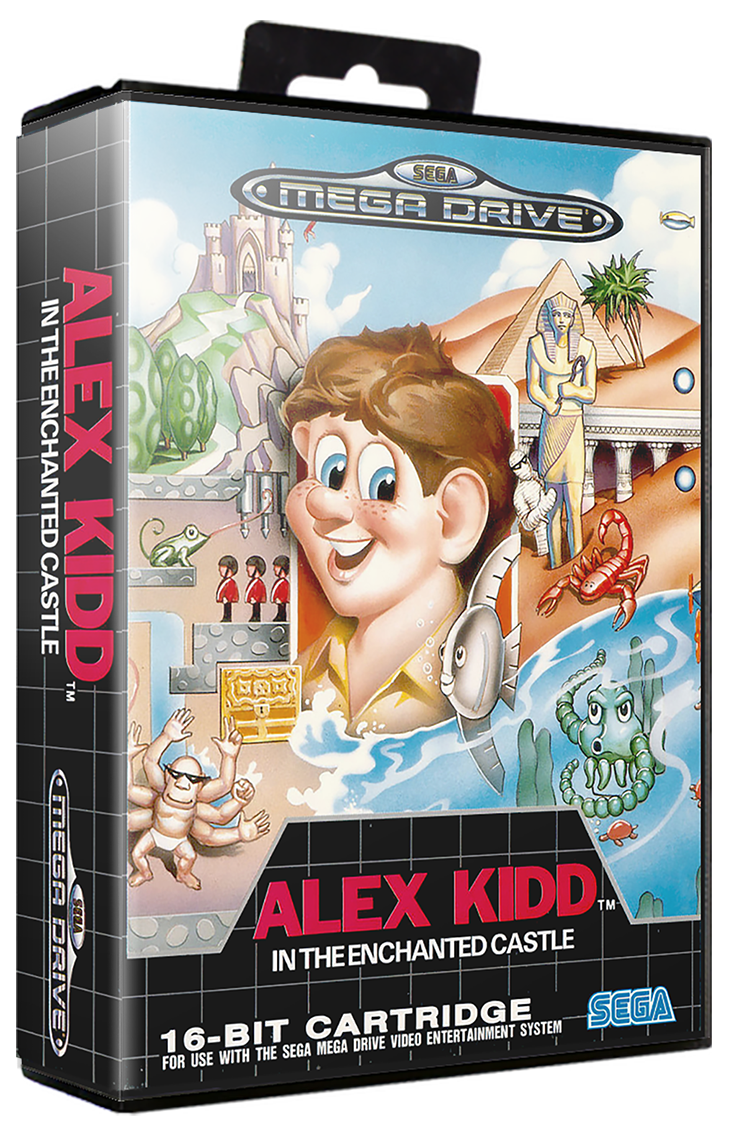 SEGA
MEGA DRIVE
ALEX KIDD™
IN THE ENCHANTED CASTLE
SEGA
MEGA DRIVE
ALEX KIDD™
IN THE ENCHANTED CASTLE
16-BIT CARTRIDGE
FOR USE WITH THE SEGA MEGA DRIVE VIDEO ENTERTAINMENT SYSTEM
SEGA